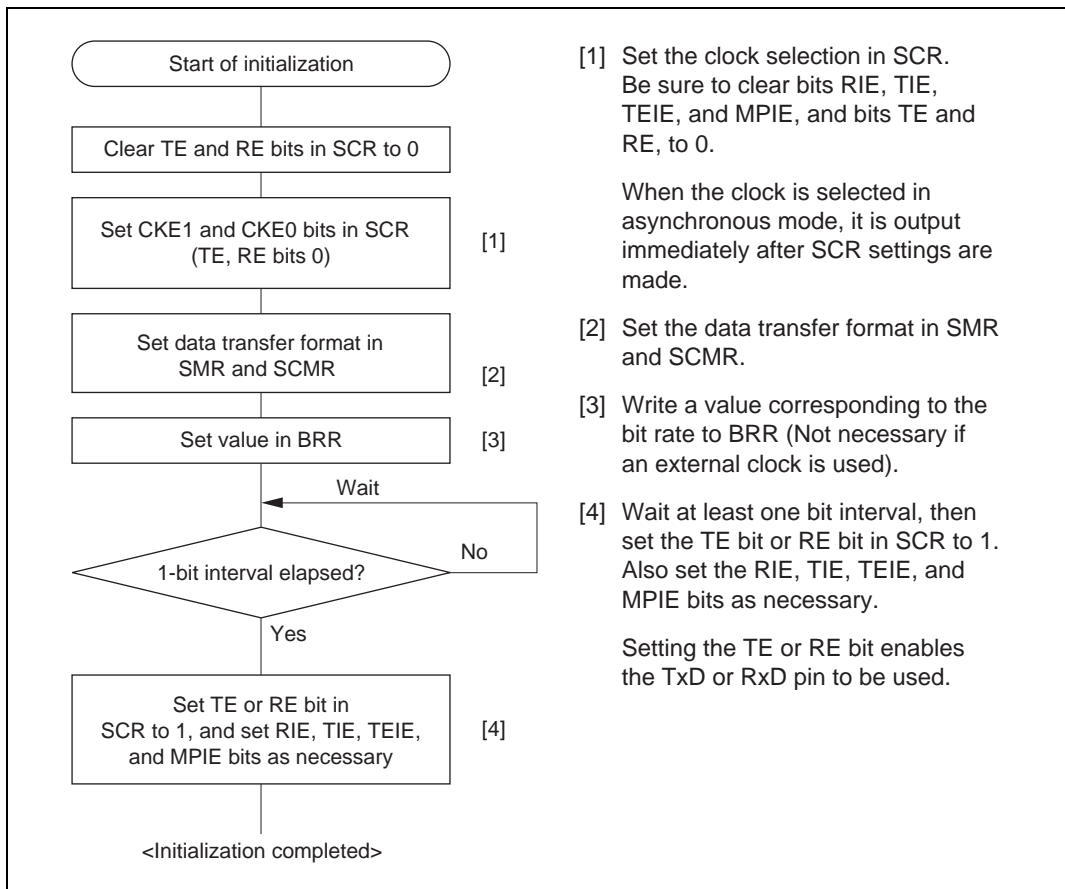 Start of initialization
Clear TE and RE bits in SCR to 0
Set CKE1 and CKE0 bits in SCR
(TE, RE bits 0)
[1]
Set data transfer format in
SMR and SCMR
[2]
Set value in BRR
[3]
Wait
1-bit interval elapsed?
No
Yes
Set TE or RE bit in
SCR to 1, and set RIE, TIE, TEIE,
and MPIE bits as necessary
[4]
<Initialization completed>
[1] Set the clock selection in SCR.
Be sure to clear bits RIE, TIE,
TEIE, and MPIE, and bits TE and
RE, to 0.
When the clock is selected in
asynchronous mode, it is output
immediately after SCR settings are
made.
[2] Set the data transfer format in SMR
and SCMR.
[3] Write a value corresponding to the
bit rate to BRR (Not necessary if
an external clock is used).
[4] Wait at least one bit interval, then
set the TE bit or RE bit in SCR to 1.
Also set the RIE, TIE, TEIE, and
MPIE bits as necessary.
Setting the TE or RE bit enables
the TxD or RxD pin to be used.